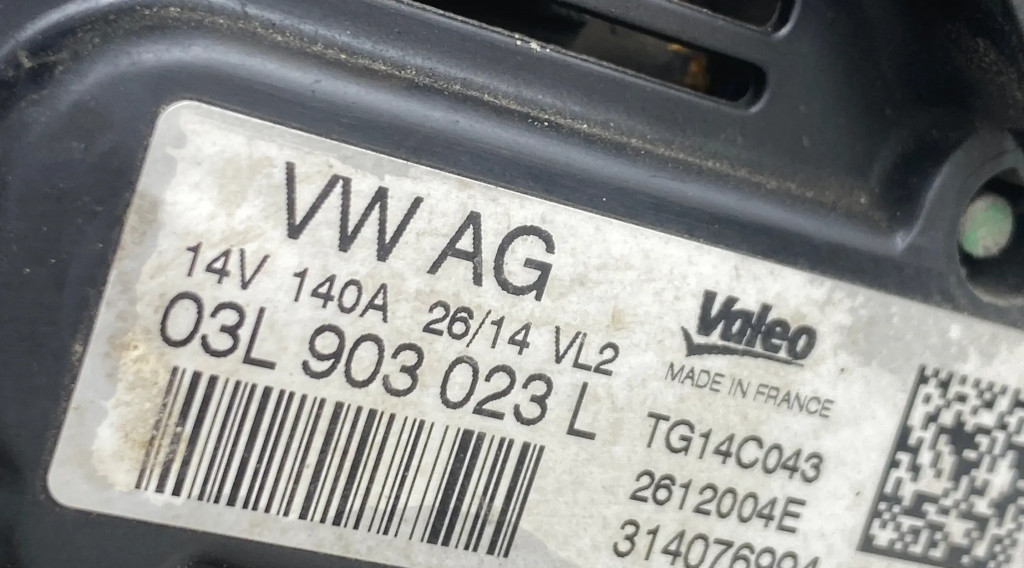 VW AG
14V 140A 26/14 VL2
03L 903 023 L
Valeo
MADE IN FRANCE
TG14C043
2612004E